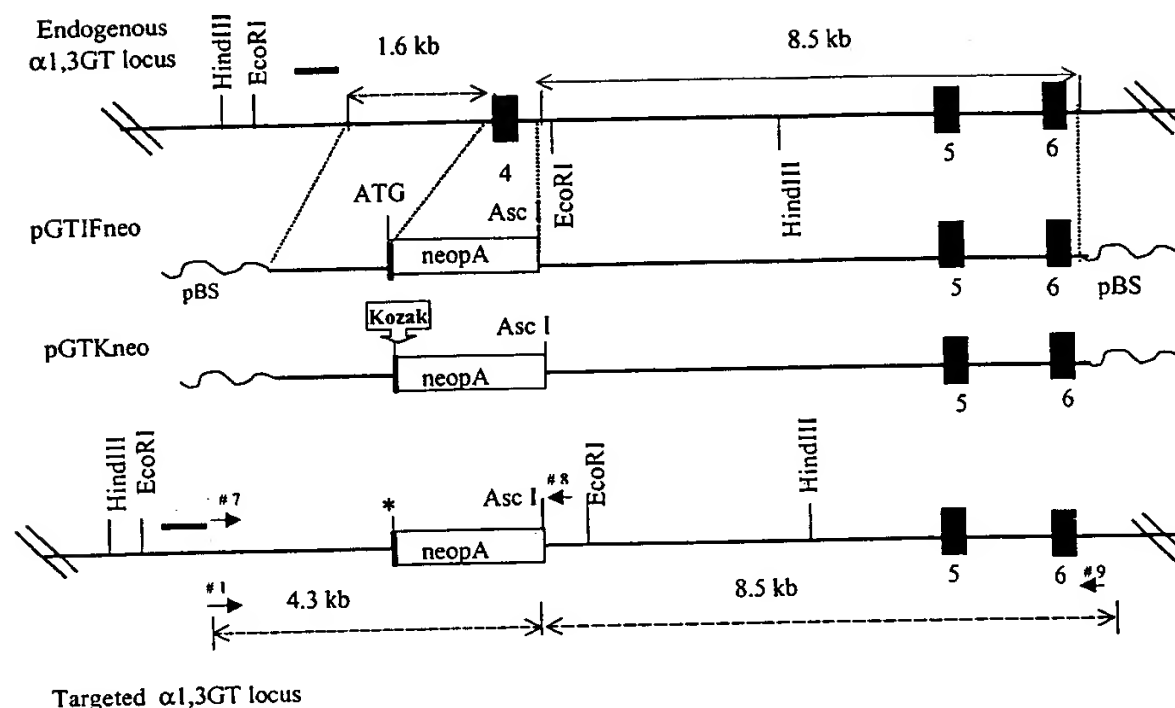 Endogenous
α1,3GT locus
HindIII
EcoRI
1.6 kb
8.5 kb
4
5
6
EcoRI
HindIII
ATG
Asc I
pGTIFneo
neopA
pBS
5
6
pBS
Kozak
Asc I
pGTKneo
neopA
5
6
HindIII
EcoRI
#7
*
Asc I
#8
EcoRI
HindIII
neopA
5
6
#9
#1
4.3 kb
8.5 kb
Targeted α1,3GT locus